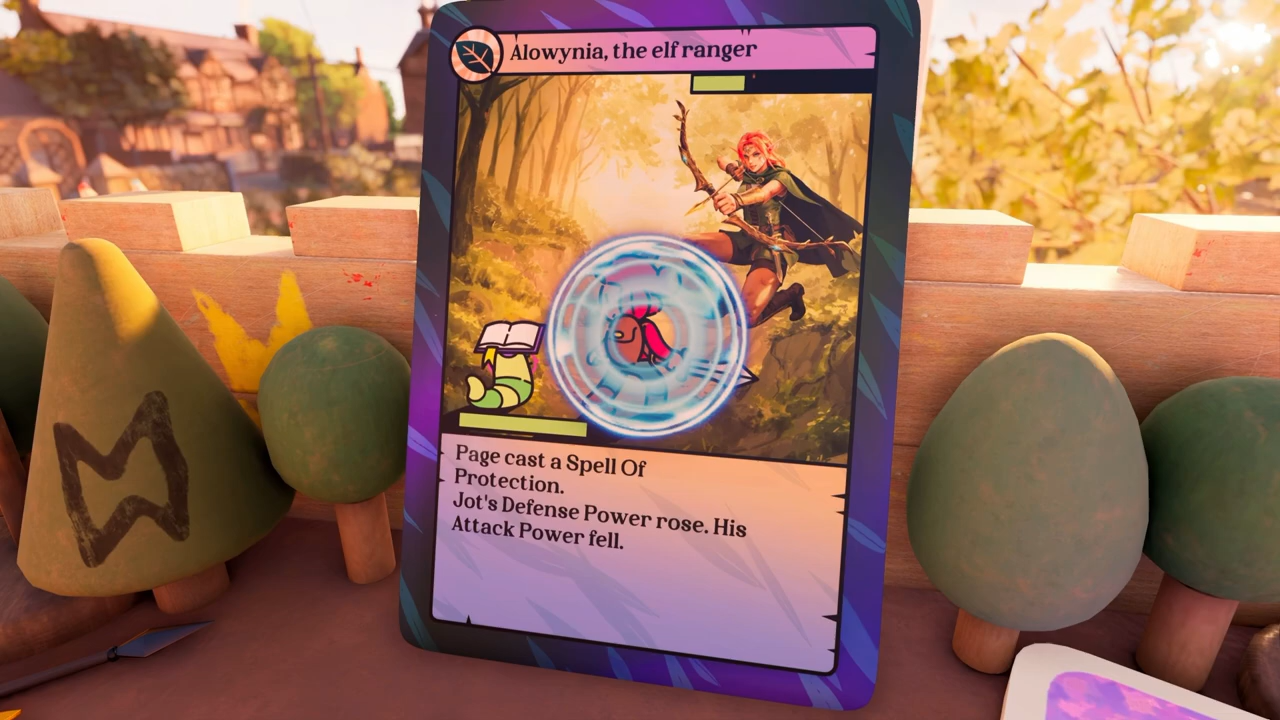 Alowynia, the elf ranger
Page cast a Spell Of
Protection.
Jot's Defense Power rose. His
Attack Power fell.